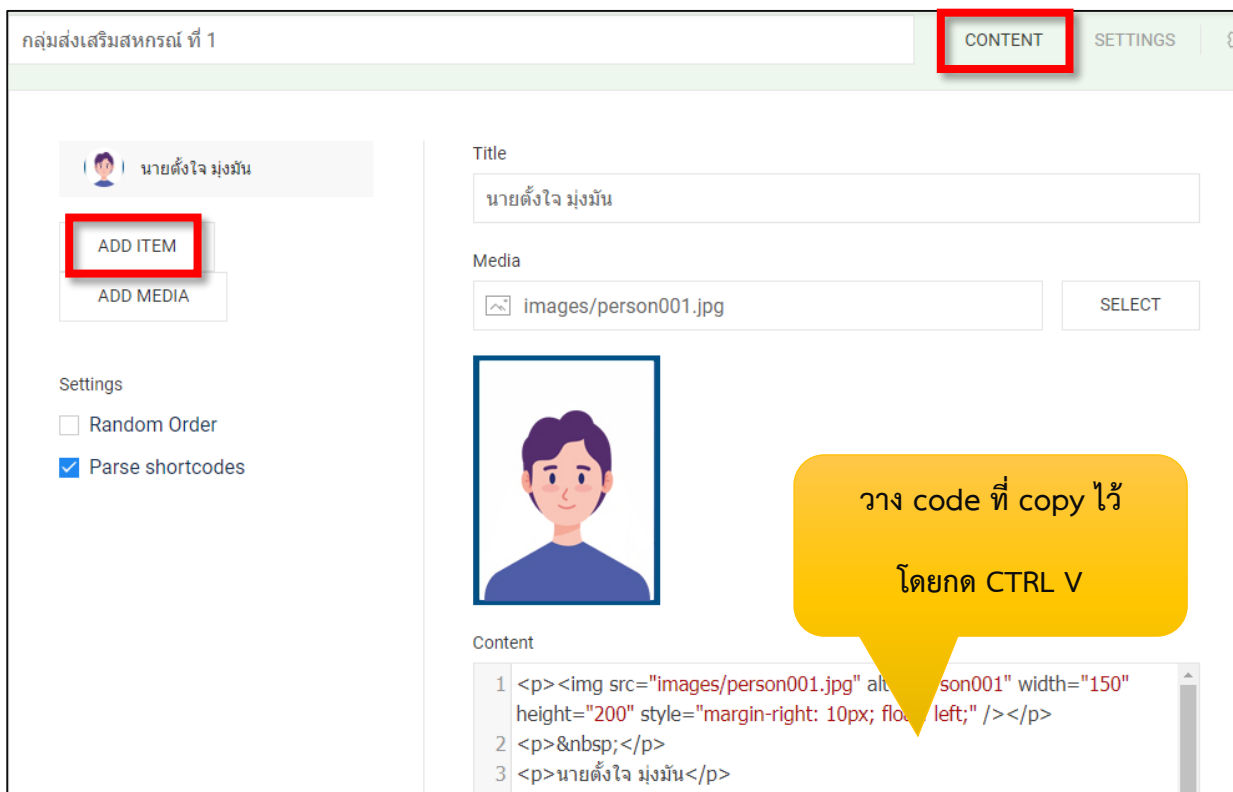 กลุ่มส่งเสริมสหกรณ์ ที่ 1
CONTENT
SETTINGS
นายตั้งใจ มุ่งมัน
ADD ITEM
ADD MEDIA
Settings
Random Order
Parse shortcodes
Title
นายตั้งใจ มุ่งมัน
Media
images/person001.jpg
SELECT
วาง code ที่ copy ไว้
โดยกด CTRL V
Content
1 <p><img src="images/person001.jpg" alt son001" width="150"
height="200" style="margin-right: 10px; floa left;" /></p>
2 <p>&nbsp;</p>
3 <p>นายตั้งใจ มุ่งมัน</p>